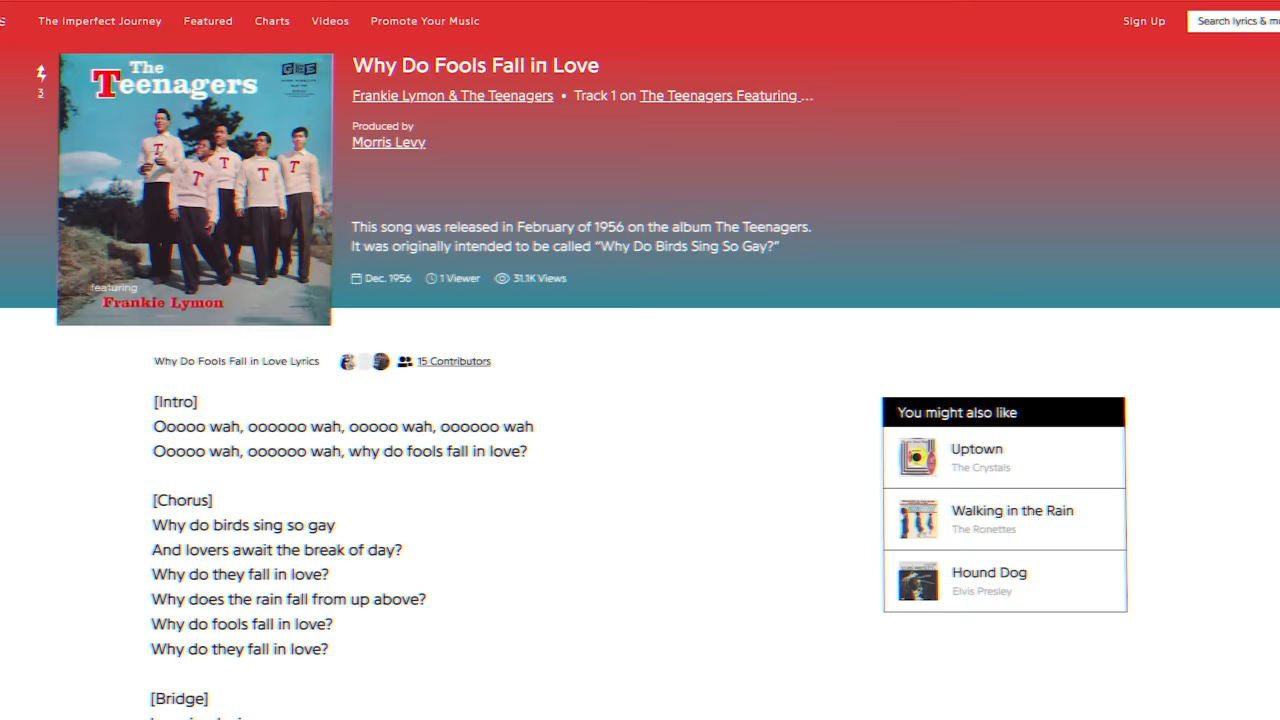 The Imperfect Journey Featured Charts Videos Promote Your Music Sign Up Search lyrics &
3
The
Teenagers
featuring
Frankie Lymon
Why Do Fools Fall in Love
Frankie Lymon & The Teenagers • Track 1 on The Teenagers Featuring ...
Produced by
Morris Levy
This song was released in February of 1956 on the album The Teenagers.
It was originally intended to be called “Why Do Birds Sing So Gay?”
Dec. 1956 1 Viewer 31.1K Views
Why Do Fools Fall in Love Lyrics 15 Contributors
[Intro]
Ooooo wah, oooooo wah, ooooo wah, oooooo wah
Ooooo wah, oooooo wah, why do fools fall in love?
[Chorus]
Why do birds sing so gay
And lovers await the break of day?
Why do they fall in love?
Why does the rain fall from up above?
Why do fools fall in love?
Why do they fall in love?
[Bridge]
You might also like
Uptown
The Crystals
Walking in the Rain
The Ronettes
Hound Dog
Elvis Presley